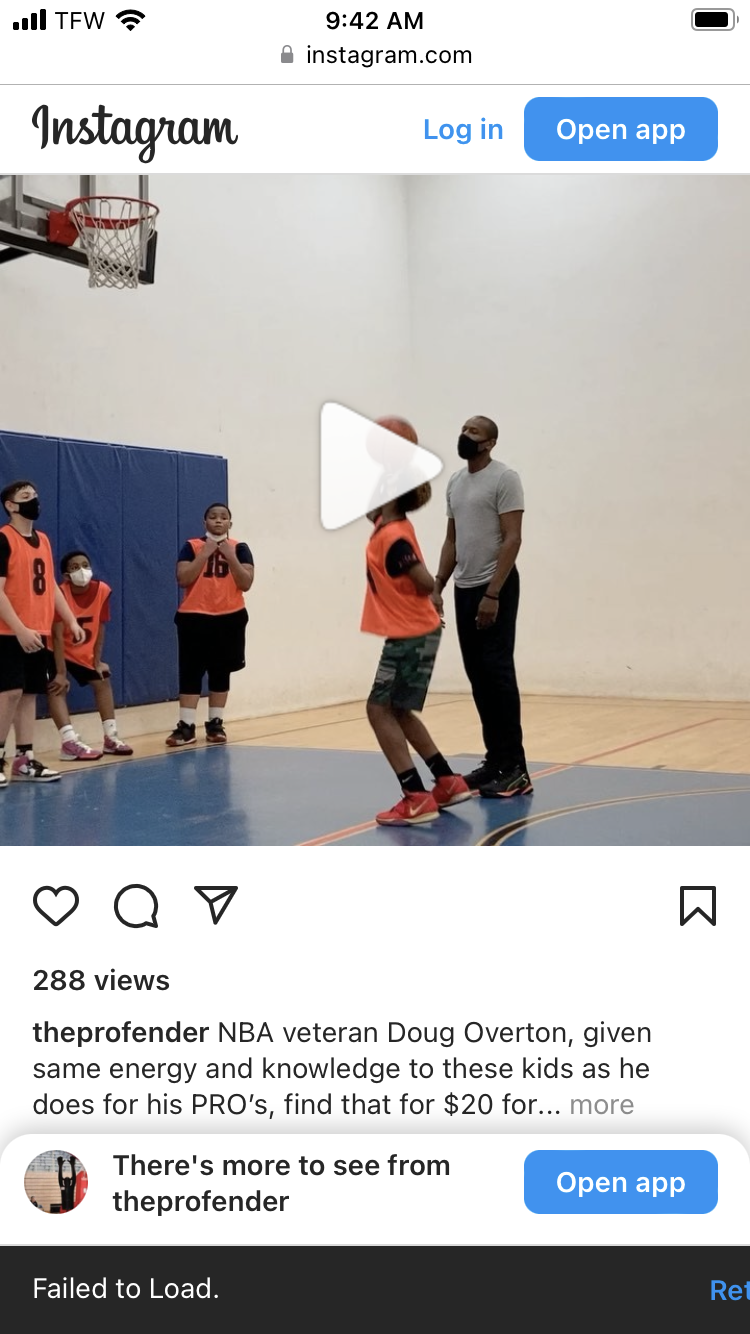 TFW 9:42 AM
instagram.com
Instagram Log in Open app
8
5
16
288 views
theprofender NBA veteran Doug Overton, given
same energy and knowledge to these kids as he
does for his PRO’s, find that for $20 for... more
There's more to see from
theprofender
Open app
Failed to Load. Ret